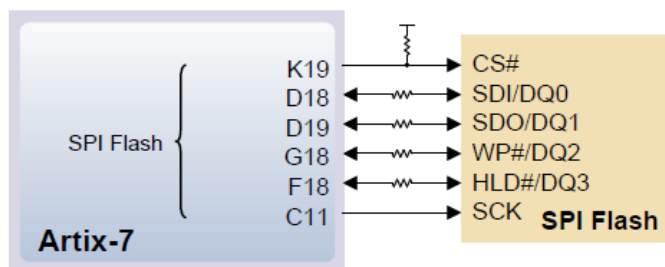 K19 CS#
D18 SDI/DQ0
D19 SDO/DQ1
SPI Flash
G18 WP#/DQ2
F18 HLD#/DQ3
C11 SCK
Artix-7 SPI Flash